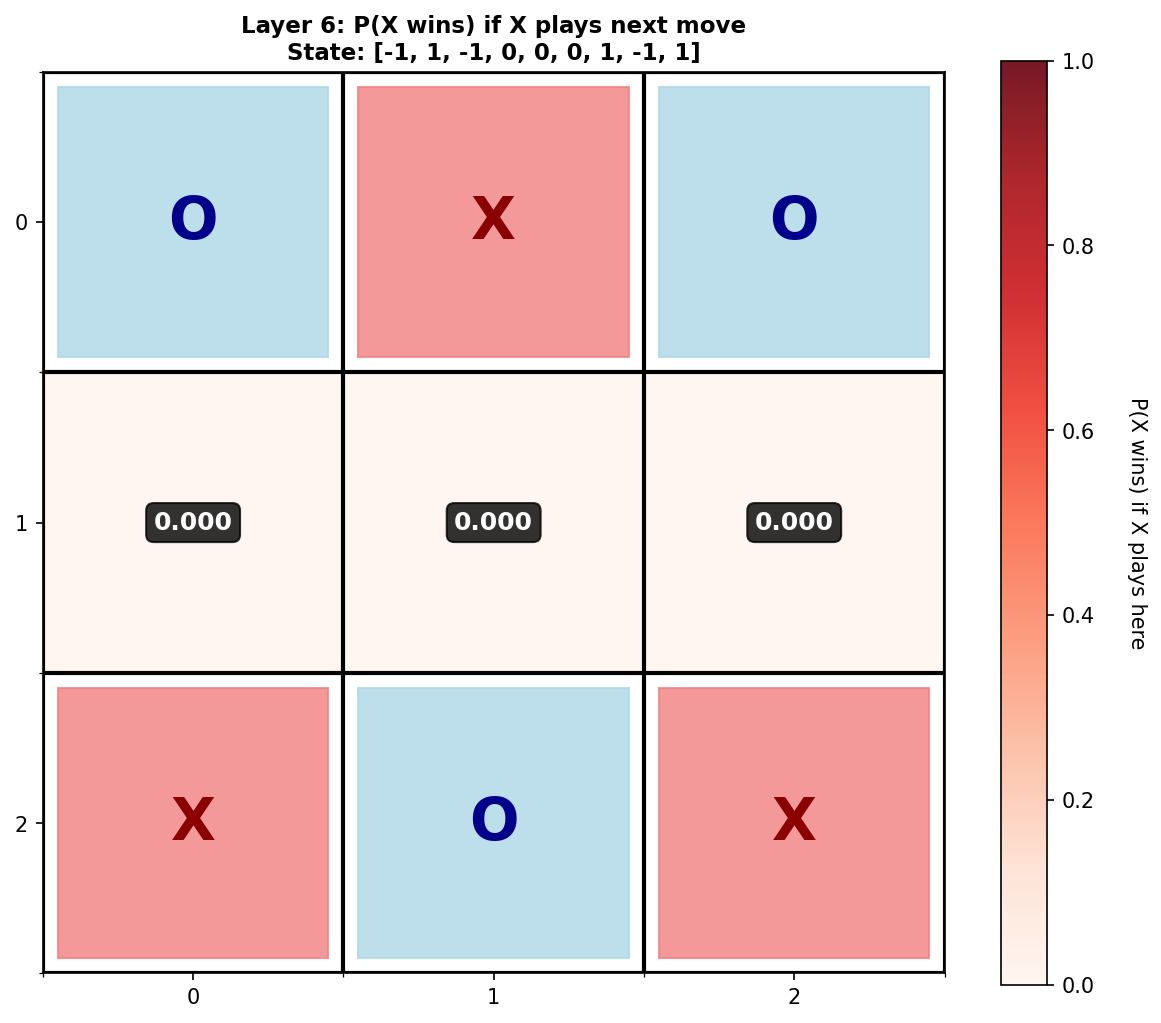 Layer 6: P(X wins) if X plays next move
State: [-1, 1, -1, 0, 0, 0, 1, -1, 1]
0
O
X
O
1
0.000
0.000
0.000
2
X
O
X
0
1
2
1.0
0.8
0.6
0.4
0.2
0.0
P(X wins) if X plays here